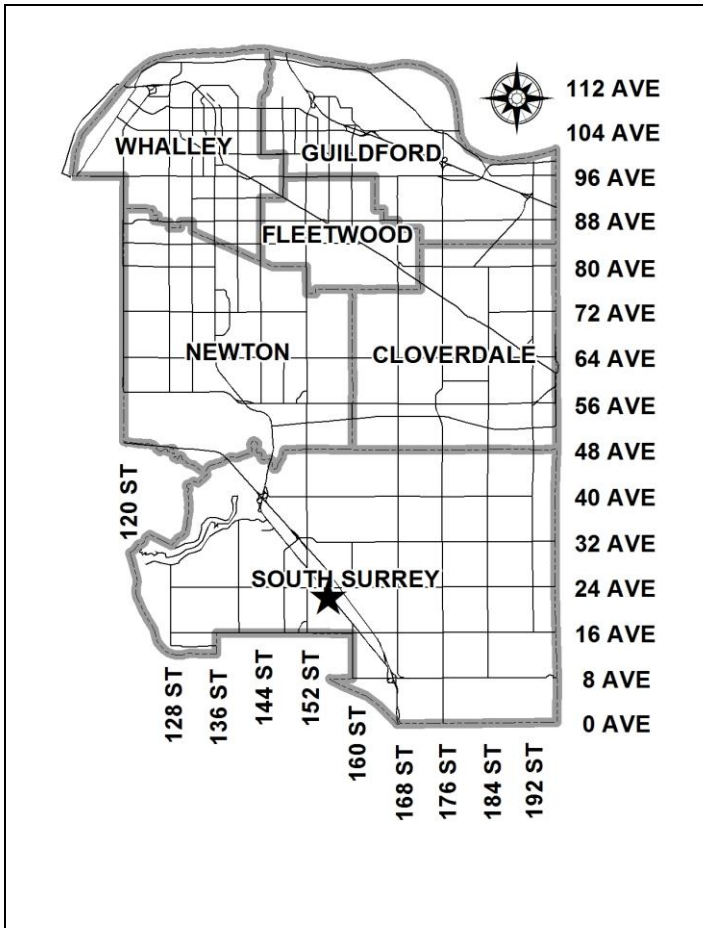 112 AVE
104 AVE
WHALLEY
GUILDFORD
96 AVE
88 AVE
FLEETWOOD
80 AVE
72 AVE
NEWTON
CLOVERDALE
64 AVE
56 AVE
48 AVE
120 ST
40 AVE
32 AVE
SOUTH SURREY
24 AVE
16 AVE
128 ST
136 ST
144 ST
152 ST
160 ST
8 AVE
0 AVE
168 ST
176 ST
184 ST
192 ST